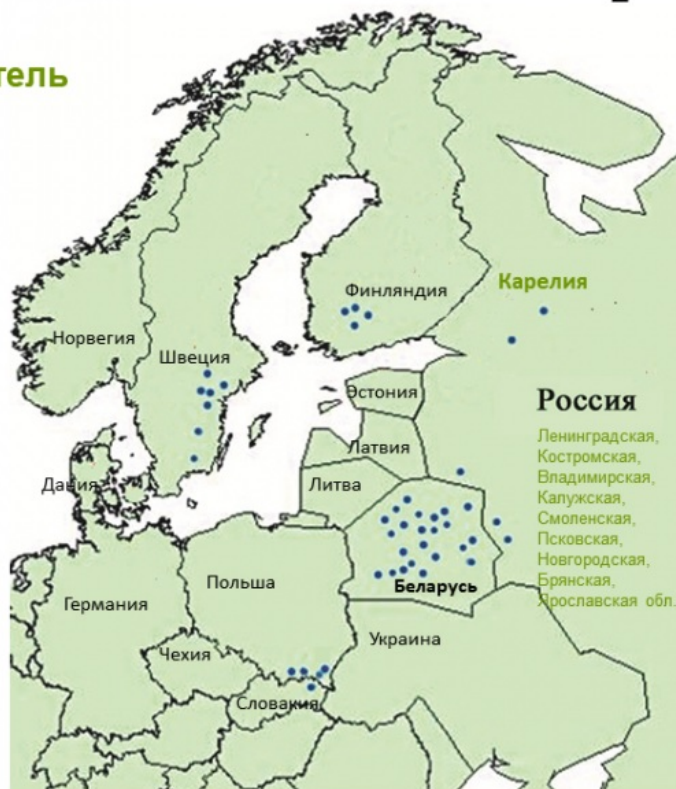 тель
Финляндия
Карелия
Норвегия
Швеция
Эстония
Россия
Латвия
Ленинградская,
Костромская,
Владимирская,
Калужская,
Смоленская,
Псковская,
Новгородская,
Брянская,
Ярославская обл.
Дания
Литва
Польша
Беларусь
Германия
Украина
Чехия
Словакия